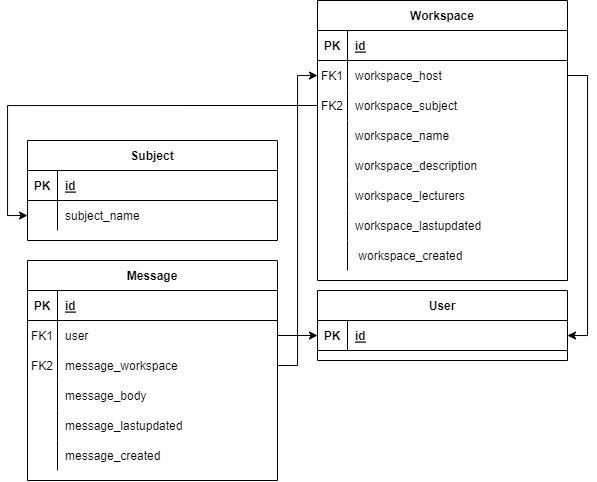 Workspace
PK id
FK1 workspace_host
FK2 workspace_subject
workspace_name
workspace_description
workspace_lecturers
workspace_lastupdated
workspace_created
Subject
PK id
subject_name
Message
PK id
FK1 user
FK2 message_workspace
message_body
message_lastupdated
message_created
User
PK id